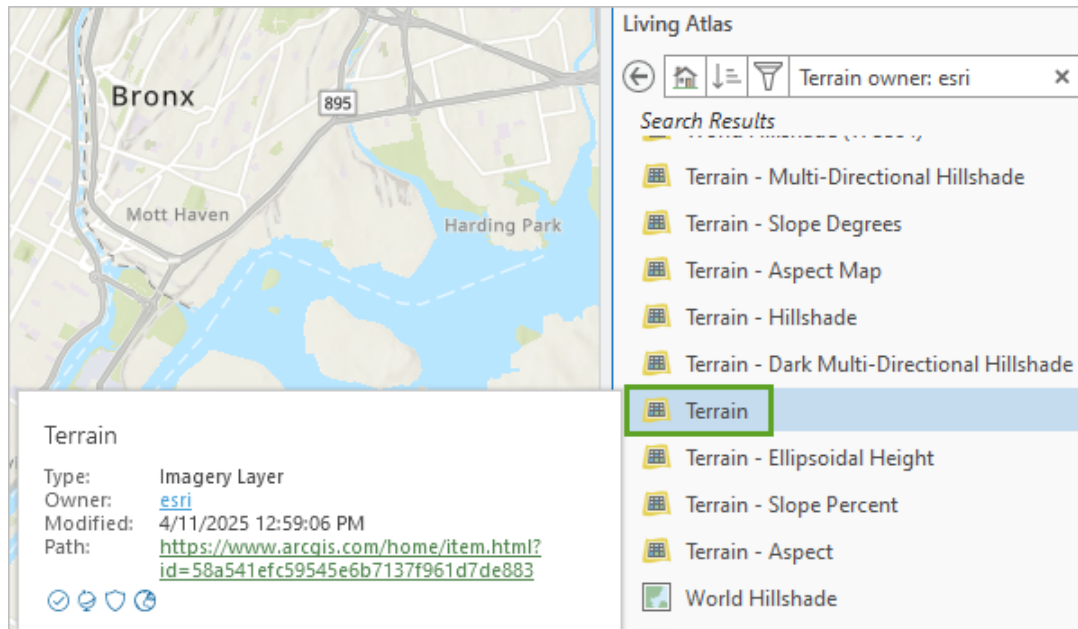 Bronx
895
Mott Haven
Harding Park
Terrain
Type: Imagery Layer
Owner: esri
Modified: 4/11/2025 12:59:06 PM
Path: https://www.arcgis.com/home/item.html?
id=58a541efc59545e6b7137f961d7de883
Living Atlas
Terrain owner: esri
Search Results
Terrain - Multi-Directional Hillshade
Terrain - Slope Degrees
Terrain - Aspect Map
Terrain - Hillshade
Terrain - Dark Multi-Directional Hillshade
Terrain
Terrain - Ellipsoidal Height
Terrain - Slope Percent
Terrain - Aspect
World Hillshade